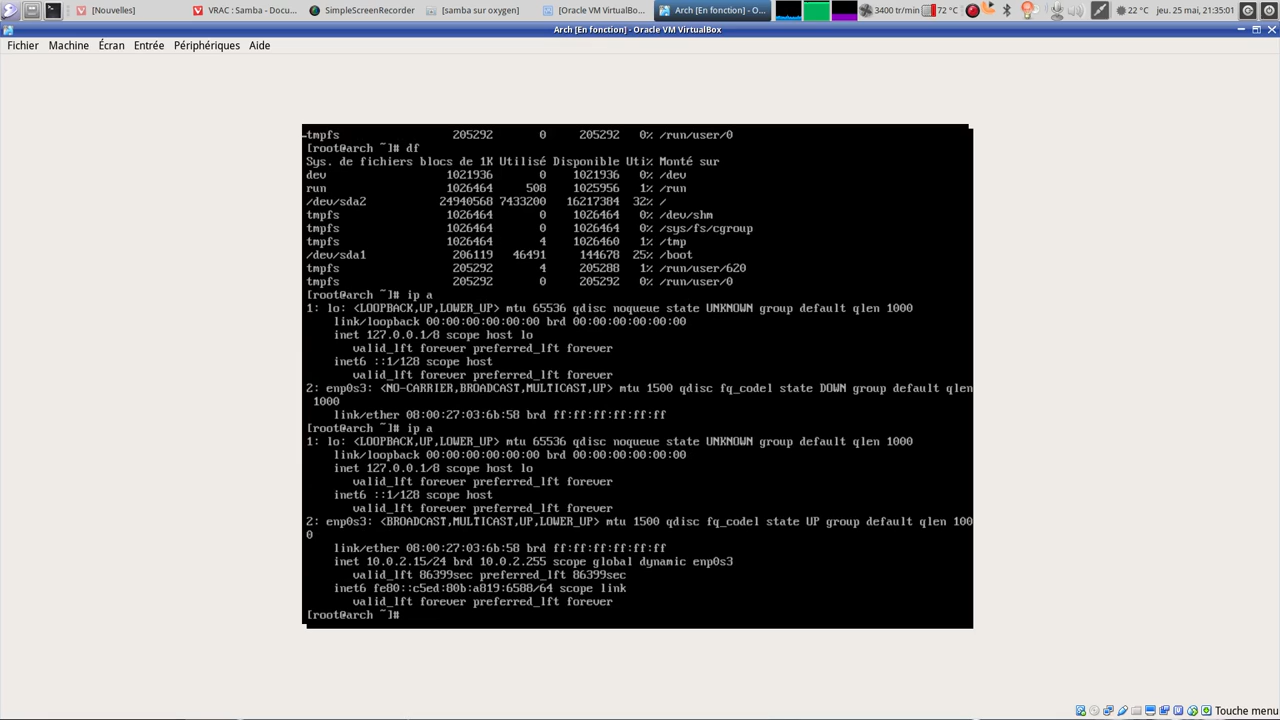 [Nouvelles]
VRAC : Samba - Docu...
SimpleScreenRecorder
[samba sur oxygen]
[Oracle VM VirtualBo...
Arch [En fonction] - O...
3400 tr/min
72 °C
22 °C
jeu. 25 mai, 21:35:01
Arch [En fonction] - Oracle VM VirtualBox
Fichier Machine Écran Entrée Périphériques Aide
tmpfs 205292 0 205292 0% /run/user/0
[root@arch ~]# df
Sys. de fichiers blocs de 1K Utilisé Disponible Uti% Monté sur
dev 1021936 0 1021936 0% /dev
run 1026464 508 1025956 1% /run
/dev/sda2 24940568 7433200 16217384 32% /
tmpfs 1026464 0 1026464 0% /dev/shm
tmpfs 1026464 0 1026464 0% /sys/fs/cgroup
tmpfs 1026464 4 1026460 1% /tmp
/dev/sda1 206119 46491 144678 25% /boot
tmpfs 205292 4 205288 1% /run/user/620
tmpfs 205292 0 205292 0% /run/user/0
[root@arch ~]# ip a
1: lo: <LOOPBACK,UP,LOWER_UP> mtu 65536 qdisc noqueue state UNKNOWN group default qlen 1000
link/loopback 00:00:00:00:00:00 brd 00:00:00:00:00:00
inet 127.0.0.1/8 scope host lo
valid_lft forever preferred_lft forever
inet6 ::1/128 scope host
valid_lft forever preferred_lft forever
2: enp0s3: <NO-CARRIER,BROADCAST,MULTICAST,UP> mtu 1500 qdisc fq_codel state DOWN group default qlen
1000
link/ether 08:00:27:03:6b:58 brd ff:ff:ff:ff:ff:ff
[root@arch ~]# ip a
1: lo: <LOOPBACK,UP,LOWER_UP> mtu 65536 qdisc noqueue state UNKNOWN group default qlen 1000
link/loopback 00:00:00:00:00:00 brd 00:00:00:00:00:00
inet 127.0.0.1/8 scope host lo
valid_lft forever preferred_lft forever
inet6 ::1/128 scope host
valid_lft forever preferred_lft forever
2: enp0s3: <BROADCAST,MULTICAST,UP,LOWER_UP> mtu 1500 qdisc fq_codel state UP group default qlen 100
0
link/ether 08:00:27:03:6b:58 brd ff:ff:ff:ff:ff:ff
inet 10.0.2.15/24 brd 10.0.2.255 scope global dynamic enp0s3
valid_lft 86399sec preferred_lft 86399sec
inet6 fe80::c5ed:80b:a819:6588/64 scope link
valid_lft forever preferred_lft forever
[root@arch ~]#
Touche menu